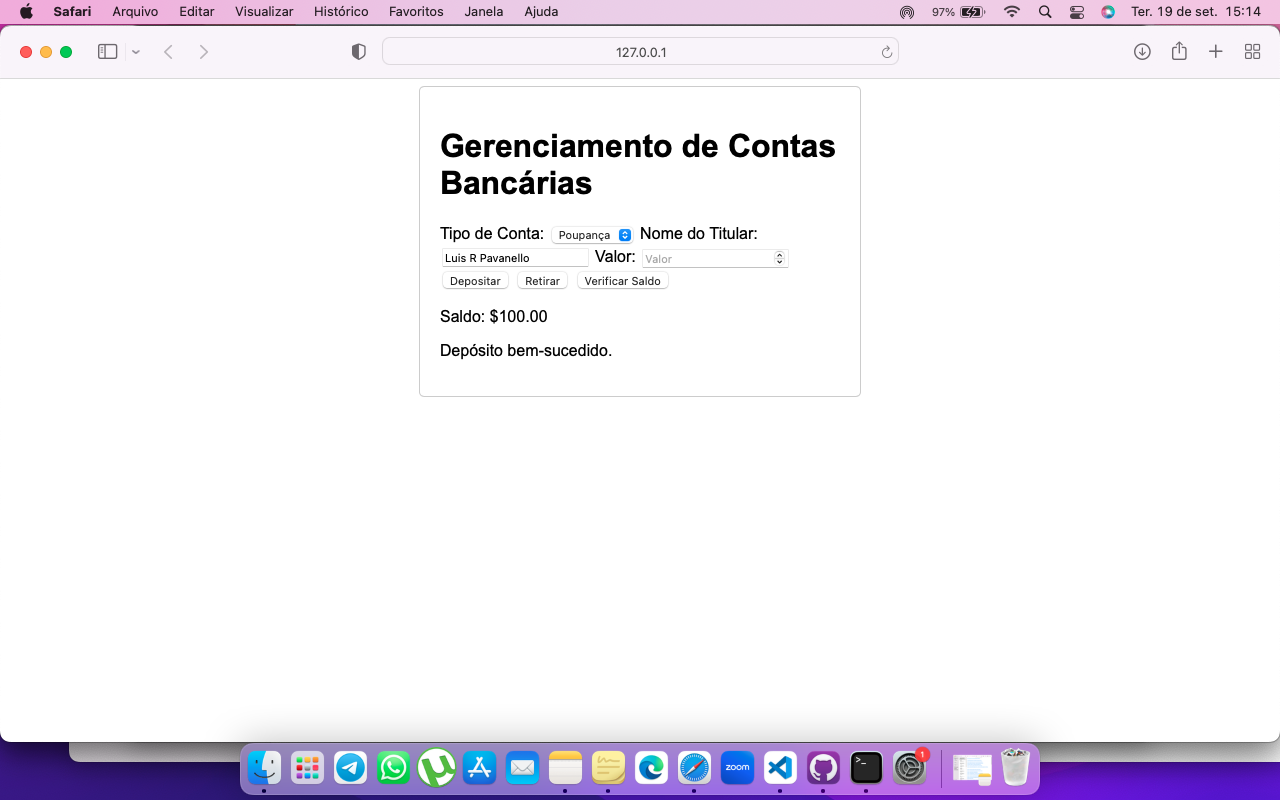 Safari Arquivo Editar Visualizar Histórico Favoritos Janela Ajuda 97% Ter. 19 de set. 15:14
127.0.0.1
Gerenciamento de Contas
Bancárias
Tipo de Conta: Poupança Nome do Titular:
Luis R Pavanello Valor: Valor
Depositar Retirar Verificar Saldo
Saldo: $100.00
Depósito bem-sucedido.
zoom >_ 1